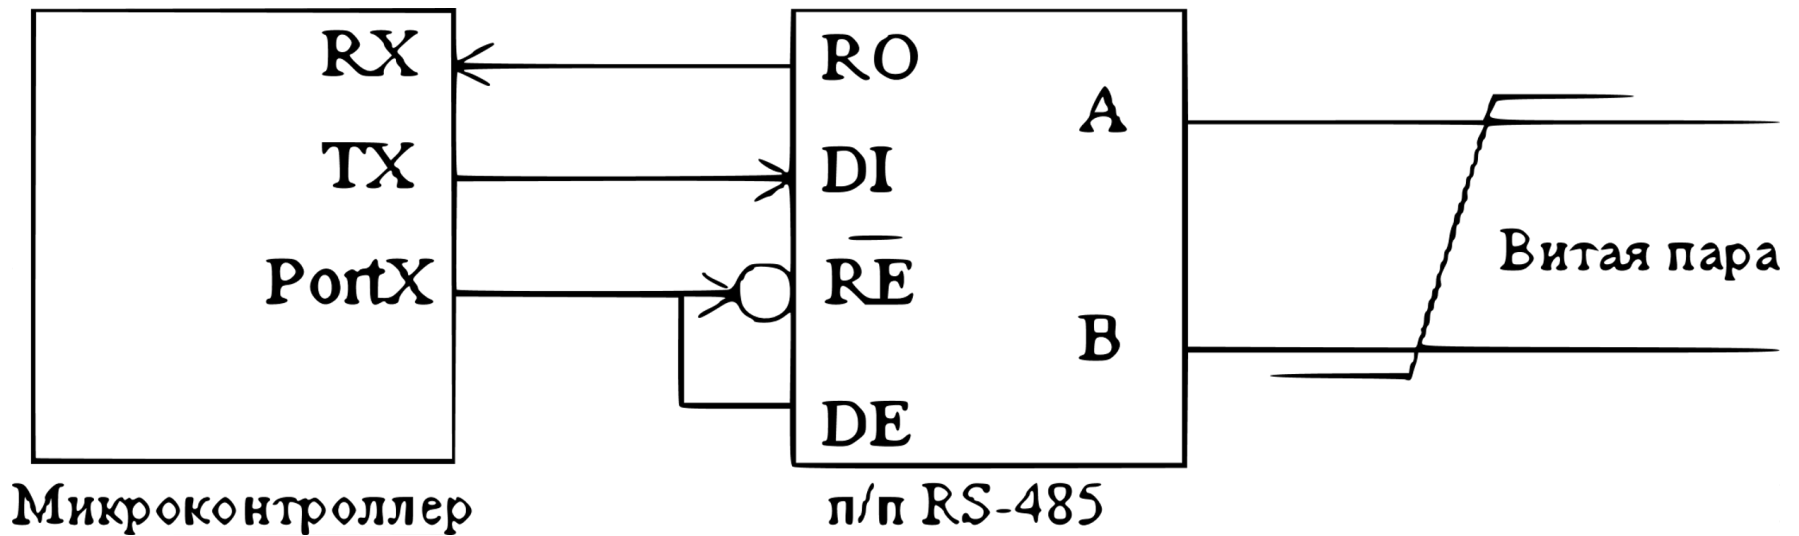 RX
TX
PortX
Микроконтроллер
RO
DI
RE
DE
A
B
п/п RS-485
Витая пара